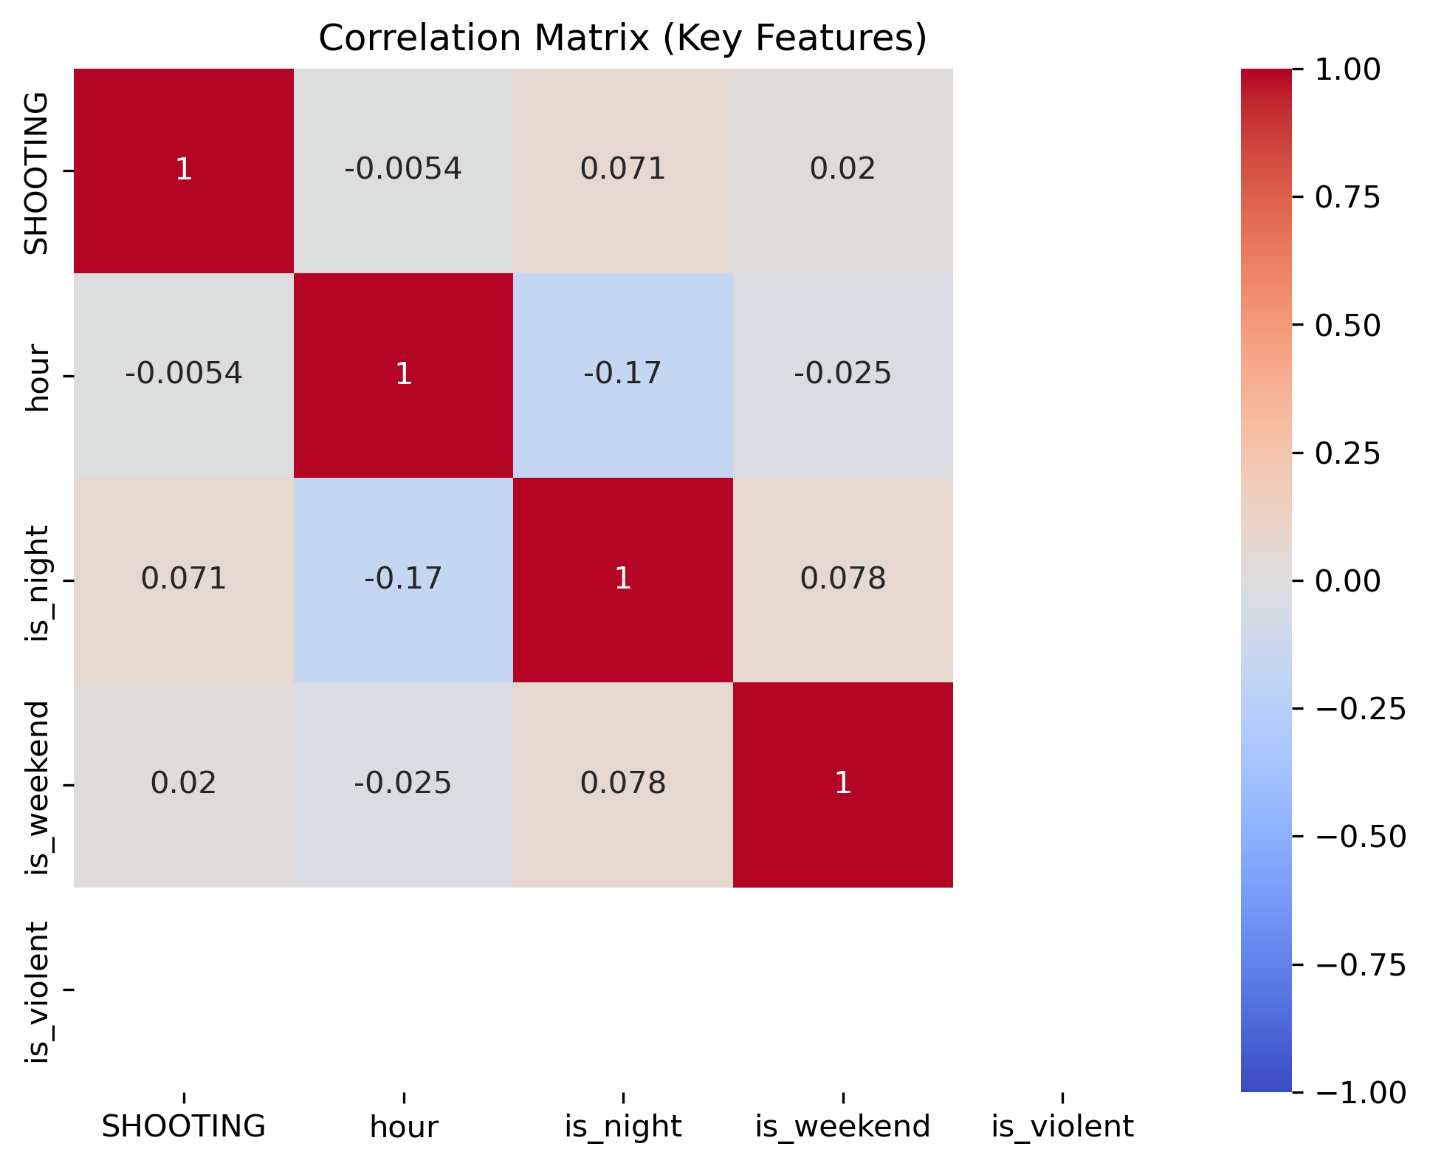 Correlation Matrix (Key Features)
SHOOTING
1
-0.0054
0.071
0.02
hour
-0.0054
1
-0.17
-0.025
is_night
0.071
-0.17
1
0.078
is_weekend
0.02
-0.025
0.078
1
is_violent
SHOOTING
hour
is_night
is_weekend
is_violent
1.00
0.75
0.50
0.25
0.00
−0.25
−0.50
−0.75
−1.00